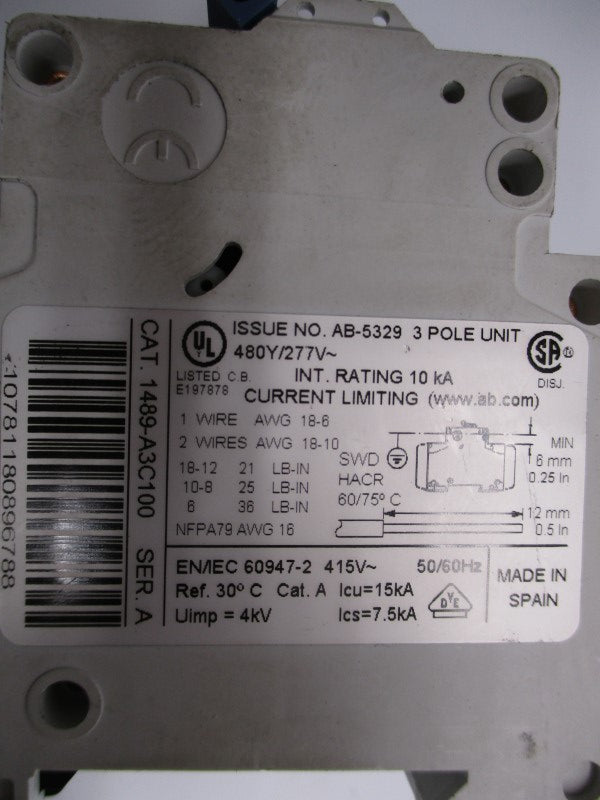 CE
UL
ISSUE NO. AB-5329 3 POLE UNIT
480Y/277V~
LISTED C.B.
E197878
INT. RATING 10 kA
CURRENT LIMITING (www.ab.com)
SA
DISJ.
1 WIRE AWG 18-6
2 WIRES AWG 18-10
18-12 21 LB-IN
10-8 25 LB-IN
6 36 LB-IN
NFPA79 AWG 16
SWD
HACR
60/75° C
MIN
6 mm
0.25 In
12 mm
0.5 In
EN/IEC 60947-2 415V~ 50/60Hz
Ref. 30° C Cat. A Icu=15kA
Uimp = 4kV Ics=7.5kA
DVE
MADE IN
SPAIN
CAT. 1489-A3C100 SER. A
10781180896788